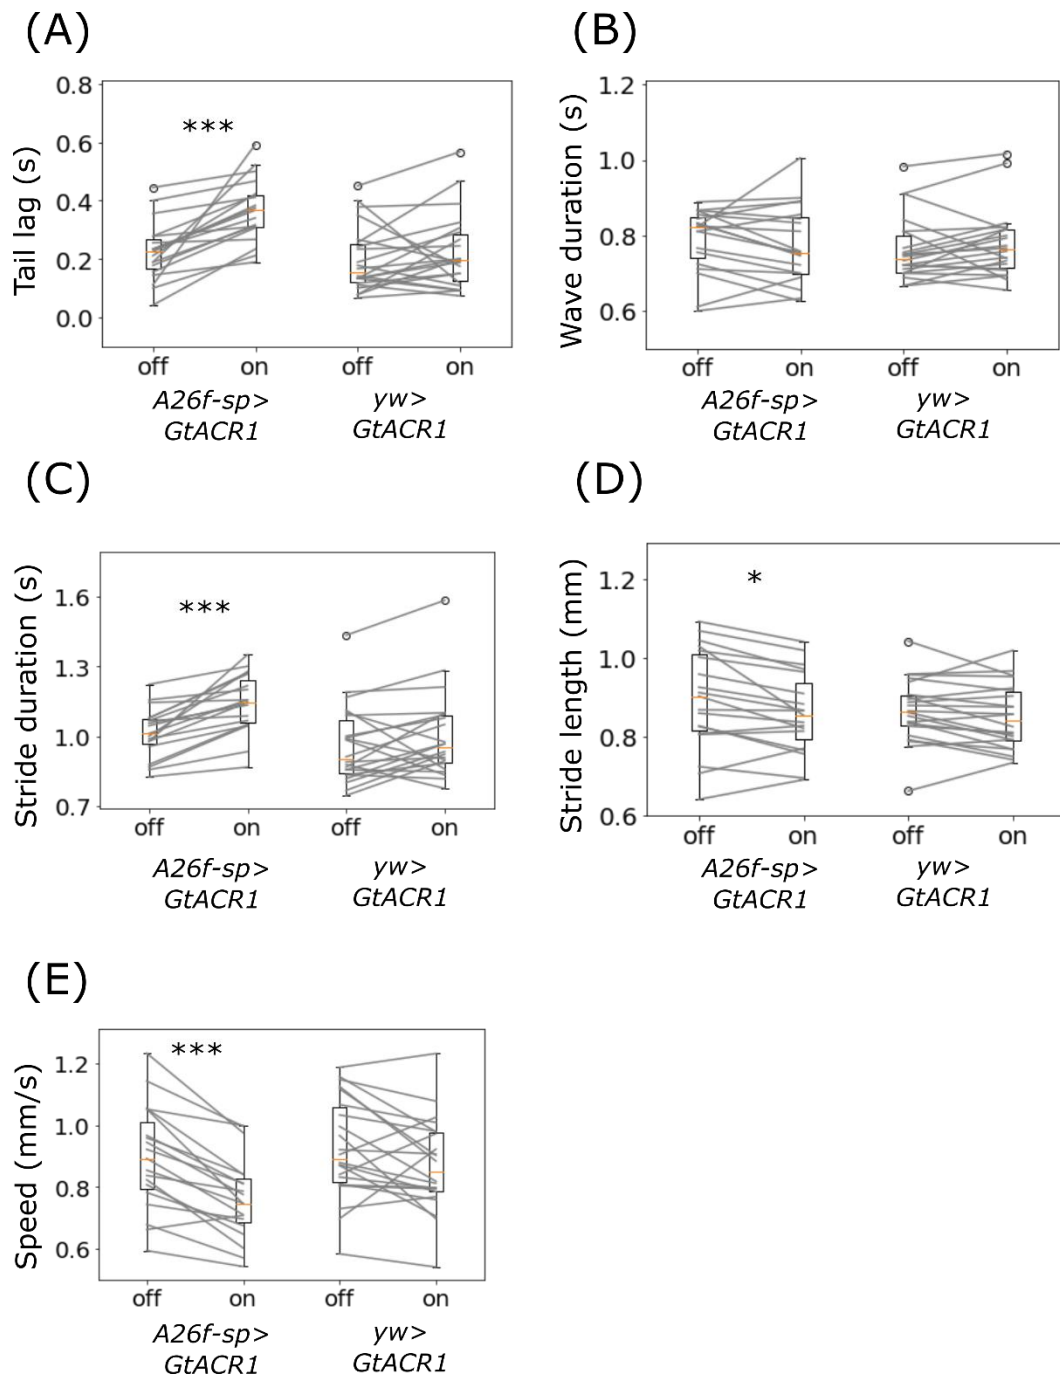 (A)
Tail lag (s)
0.8
0.6
0.4
0.2
0.0
***
off on off on
A26f-sp> yw>
GtACR1 GtACR1
(B)
Wave duration (s)
1.2
1.0
0.8
0.6
off on off on
A26f-sp> yw>
GtACR1 GtACR1
(C)
Stride duration (s)
1.6
1.3
1.0
0.7
***
off on off on
A26f-sp> yw>
GtACR1 GtACR1
(D)
Stride length (mm)
1.2
1.0
0.8
0.6
*
off on off on
A26f-sp> yw>
GtACR1 GtACR1
(E)
Speed (mm/s)
1.2
1.0
0.8
0.6
***
off on off on
A26f-sp> yw>
GtACR1 GtACR1